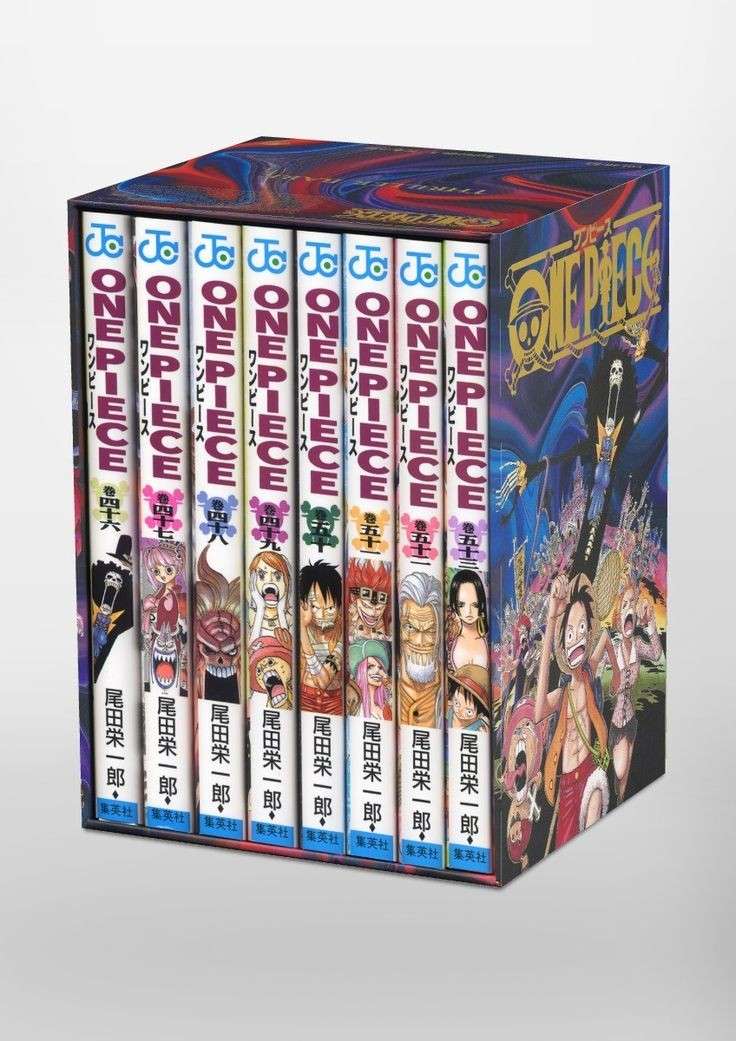 JC
ONE PIECE
ワンピース
巻四十六
尾田栄一郎
集英社
JC
ONE PIECE
ワンピース
巻四十七
尾田栄一郎
集英社
JC
ONE PIECE
ワンピース
巻四十八
尾田栄一郎
集英社
JC
ONE PIECE
ワンピース
巻四十九
尾田栄一郎
集英社
JC
ONE PIECE
ワンピース
巻五十
尾田栄一郎
集英社
JC
ONE PIECE
ワンピース
巻五十一
尾田栄一郎
集英社
JC
ONE PIECE
ワンピース
巻五十二
尾田栄一郎
集英社
JC
ONE PIECE
ワンピース
巻五十三
尾田栄一郎
集英社
ワンピース
ONE PIECE